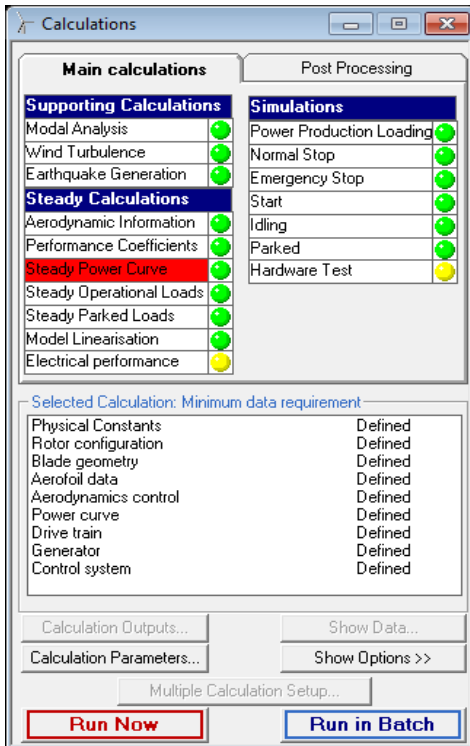 Calculations
Main calculations
Post Processing
Supporting Calculations
Modal Analysis
Wind Turbulence
Earthquake Generation
Steady Calculations
Aerodynamic Information
Performance Coefficients
Steady Power Curve
Steady Operational Loads
Steady Parked Loads
Model Linearisation
Electrical performance
Simulations
Power Production Loading
Normal Stop
Emergency Stop
Start
Idling
Parked
Hardware Test
Selected Calculation: Minimum data requirement
Physical Constants Defined
Rotor configuration Defined
Blade geometry Defined
Aerofoil data Defined
Aerodynamics control Defined
Power curve Defined
Drive train Defined
Generator Defined
Control system Defined
Calculation Outputs... Show Data...
Calculation Parameters... Show Options >>
Multiple Calculation Setup...
Run Now Run in Batch